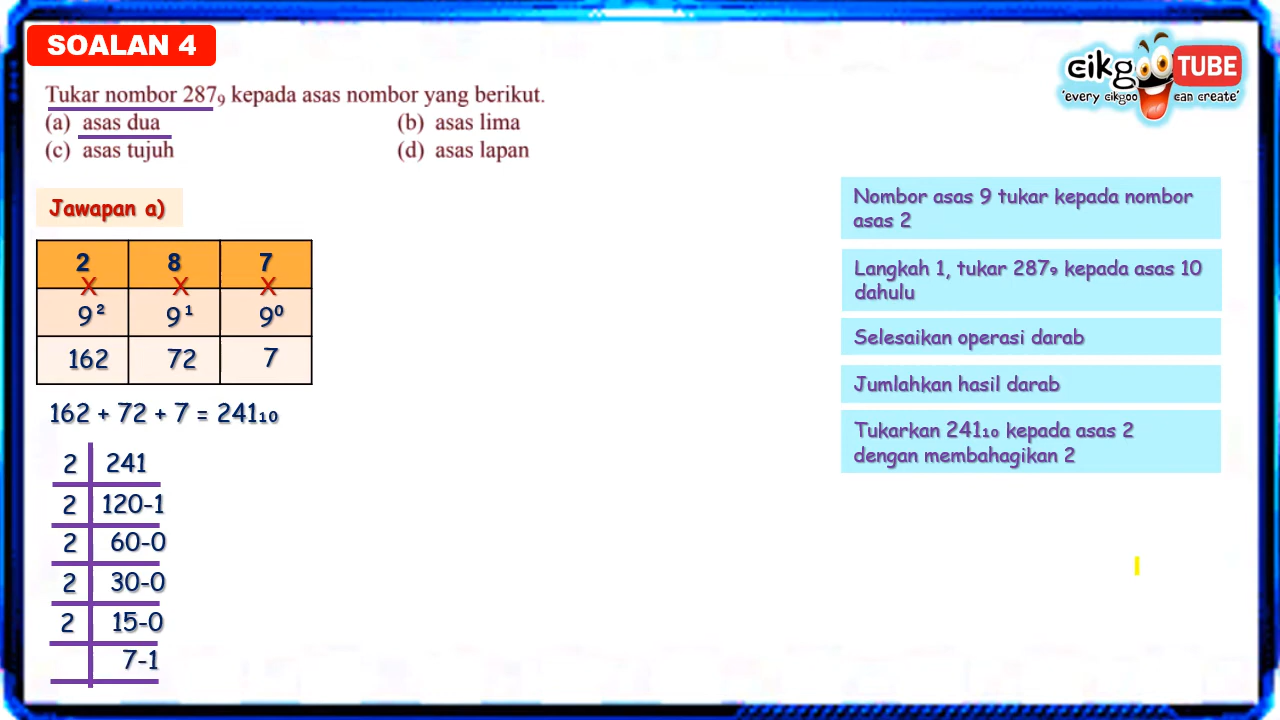 SOALAN 4
cikgoo TUBE
'every cikgoo can create'
Tukar nombor 287₉ kepada asas nombor yang berikut.
(a) asas dua (b) asas lima
(c) asas tujuh (d) asas lapan
Jawapan a)
2 8 7
X X X
9² 9¹ 9⁰
162 72 7
162 + 72 + 7 = 241₁₀
2 241
2 120-1
2 60-0
2 30-0
2 15-0
7-1
Nombor asas 9 tukar kepada nombor
asas 2
Langkah 1, tukar 287₉ kepada asas 10
dahulu
Selesaikan operasi darab
Jumlahkan hasil darab
Tukarkan 241₁₀ kepada asas 2
dengan membahagikan 2